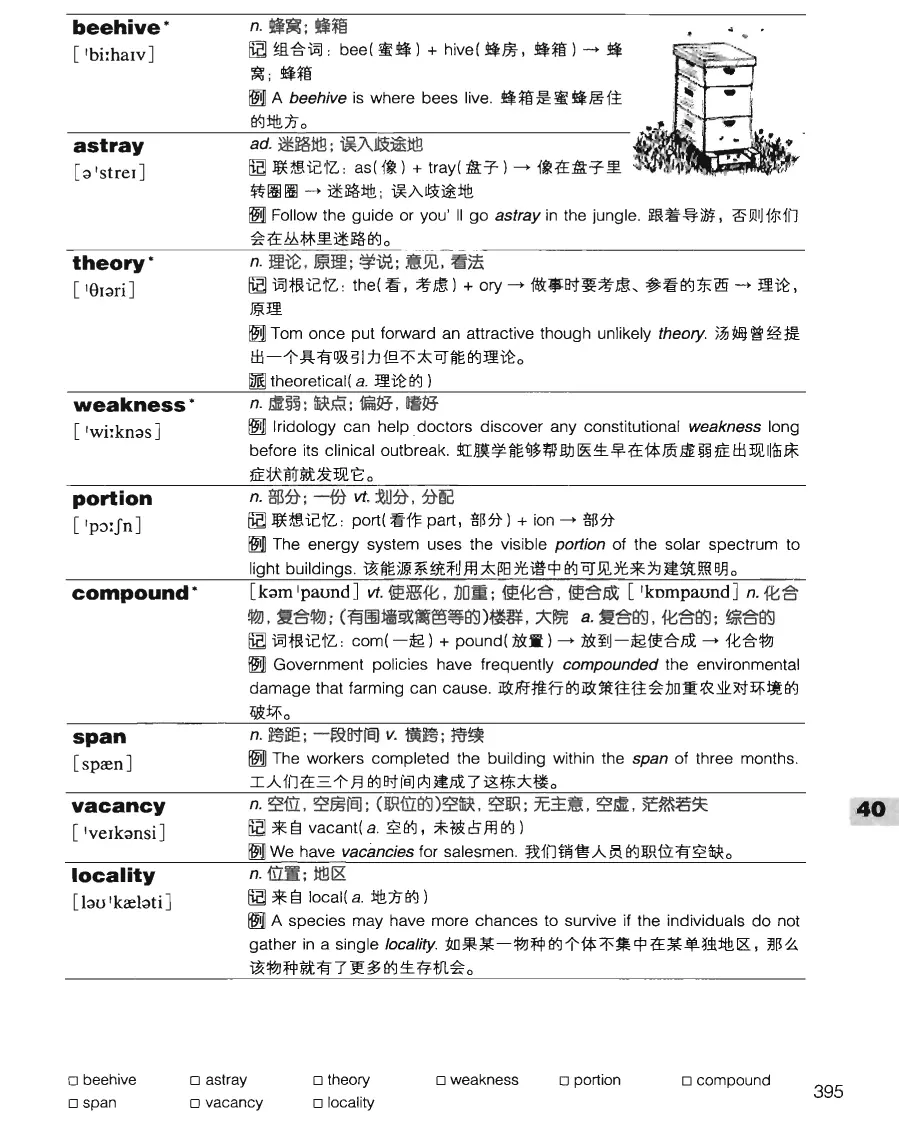 beehive*
n. 蜂窝；蜂箱
[ ˈbiːhaɪv ]
记 组合词：bee( 蜜蜂 ) + hive( 蜂房，蜂箱 ) → 蜂
窝；蜂箱
例 A beehive is where bees live. 蜂箱是蜜蜂居住
的地方。
astray
ad. 迷路地；误入歧途地
[ əˈstreɪ ]
记 联想记忆：as( 像 ) + tray( 盘子 ) → 像在盘子里
转圈圈 → 迷路地；误入歧途地
例 Follow the guide or you' ll go astray in the jungle. 跟着导游，否则你们
会在丛林里迷路的。
theory*
n. 理论，原理；学说；意见，看法
[ ˈθɪəri ]
记 词根记忆：the( 看，考虑 ) + ory → 做事时要考虑、参看的东西 → 理论，
原理
例 Tom once put forward an attractive though unlikely theory. 汤姆曾经提
出一个具有吸引力但不太可能的理论。
派 theoretical( a. 理论的 )
weakness*
n. 虚弱；缺点；偏好，嗜好
[ ˈwiːknəs ]
例 Iridology can help doctors discover any constitutional weakness long
before its clinical outbreak. 虹膜学能够帮助医生早在体质虚弱症出现临床
症状前就发现它。
portion
n. 部分；一份 vt. 划分，分配
[ ˈpɔːʃn ]
记 联想记忆：port( 看作 part，部分 ) + ion → 部分
例 The energy system uses the visible portion of the solar spectrum to
light buildings. 该能源系统利用太阳光谱中的可见光来为建筑照明。
compound*
[ kəmˈpaʊnd ] vt. 使恶化，加重；使化合，使合成 [ ˈkɒmpaʊnd ] n. 化合
物，复合物；(有围墙或篱笆等的)楼群，大院 a. 复合的，化合的；综合的
记 词根记忆：com( 一起 ) + pound( 放置 ) → 放到一起使合成 → 化合物
例 Government policies have frequently compounded the environmental
damage that farming can cause. 政府推行的政策往往会加重农业对环境的
破坏。
span
n. 跨距；一段时间 v. 横跨；持续
[ spæn ]
例 The workers completed the building within the span of three months.
工人们在三个月的时间内建成了这栋大楼。
vacancy
n. 空位，空房间；(职位的)空缺，空职；无主意，空虚，茫然若失
[ ˈveɪkənsi ]
记 来自 vacant( a. 空的，未被占用的 )
例 We have vacancies for salesmen. 我们销售人员的职位有空缺。
locality
n. 位置；地区
[ ləʊˈkæləti ]
记 来自 local( a. 地方的 )
例 A species may have more chances to survive if the individuals do not
gather in a single locality. 如果某一物种的个体不集中在某单独地区，那么
该物种就有了更多的生存机会。
40
□ beehive □ astray □ theory □ weakness □ portion □ compound
□ span □ vacancy □ locality
395